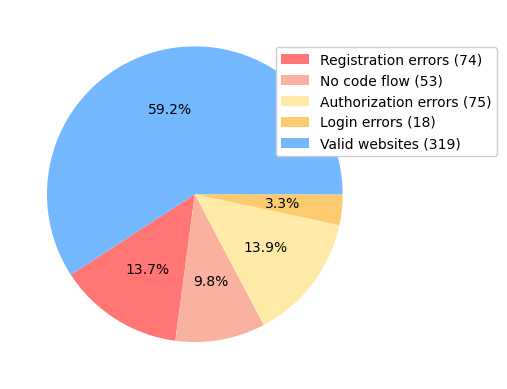 Registration errors (74)
No code flow (53)
Authorization errors (75)
Login errors (18)
Valid websites (319)
59.2%
3.3%
13.9%
13.7%
9.8%